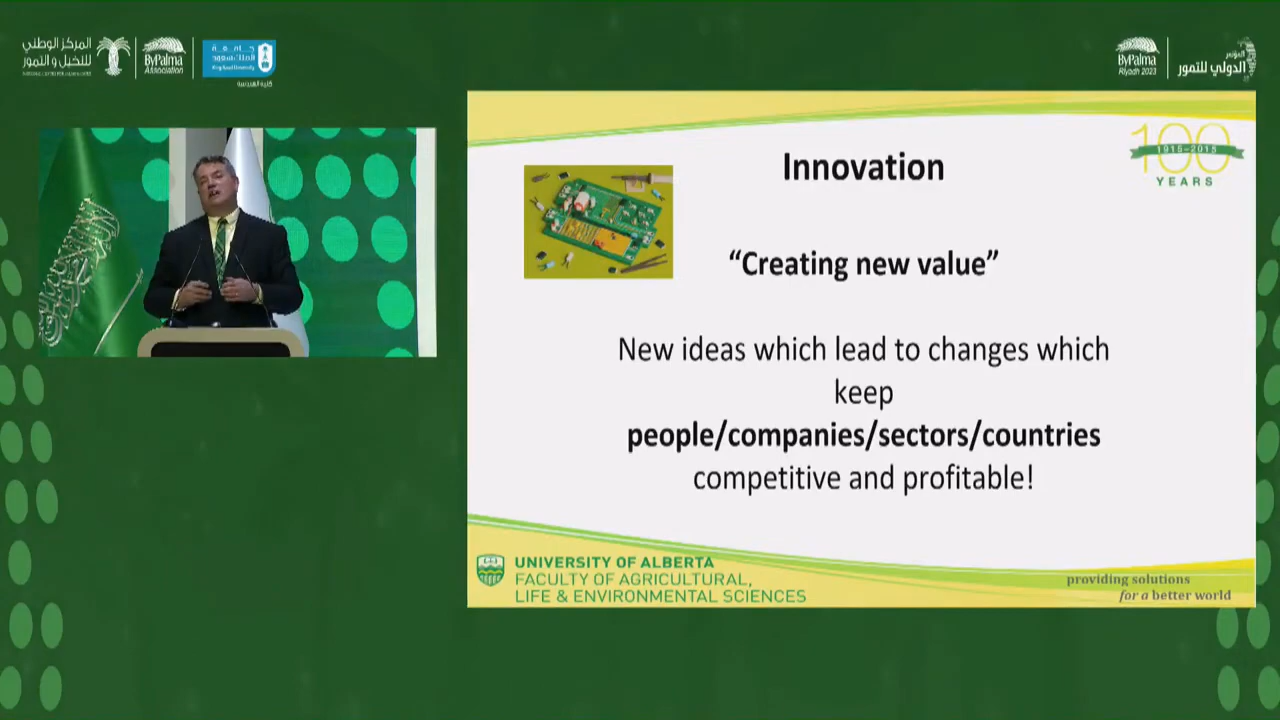 المركز الوطني
للنخيل و التمور
ByPalma
Association
جامعة
الملك سعود
King Saud University
كلية الهندسة
ByPalma
Riyadh 2023
المؤتمر
الدولي للتمور
Innovation
100
1915-2015
YEARS
“Creating new value”
New ideas which lead to changes which
keep
people/companies/sectors/countries
competitive and profitable!
UNIVERSITY OF ALBERTA
FACULTY OF AGRICULTURAL,
LIFE & ENVIRONMENTAL SCIENCES
providing solutions
for a better world